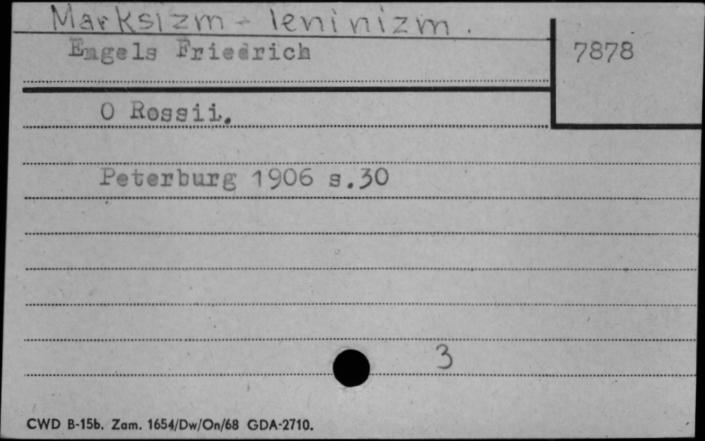 Marksizm - leninizm.
Engels Friedrich
7878
O Rossii.
Peterburg 1906 s.30
3
CWD B-15b. Zam. 1654/Dw/On/68 GDA-2710.